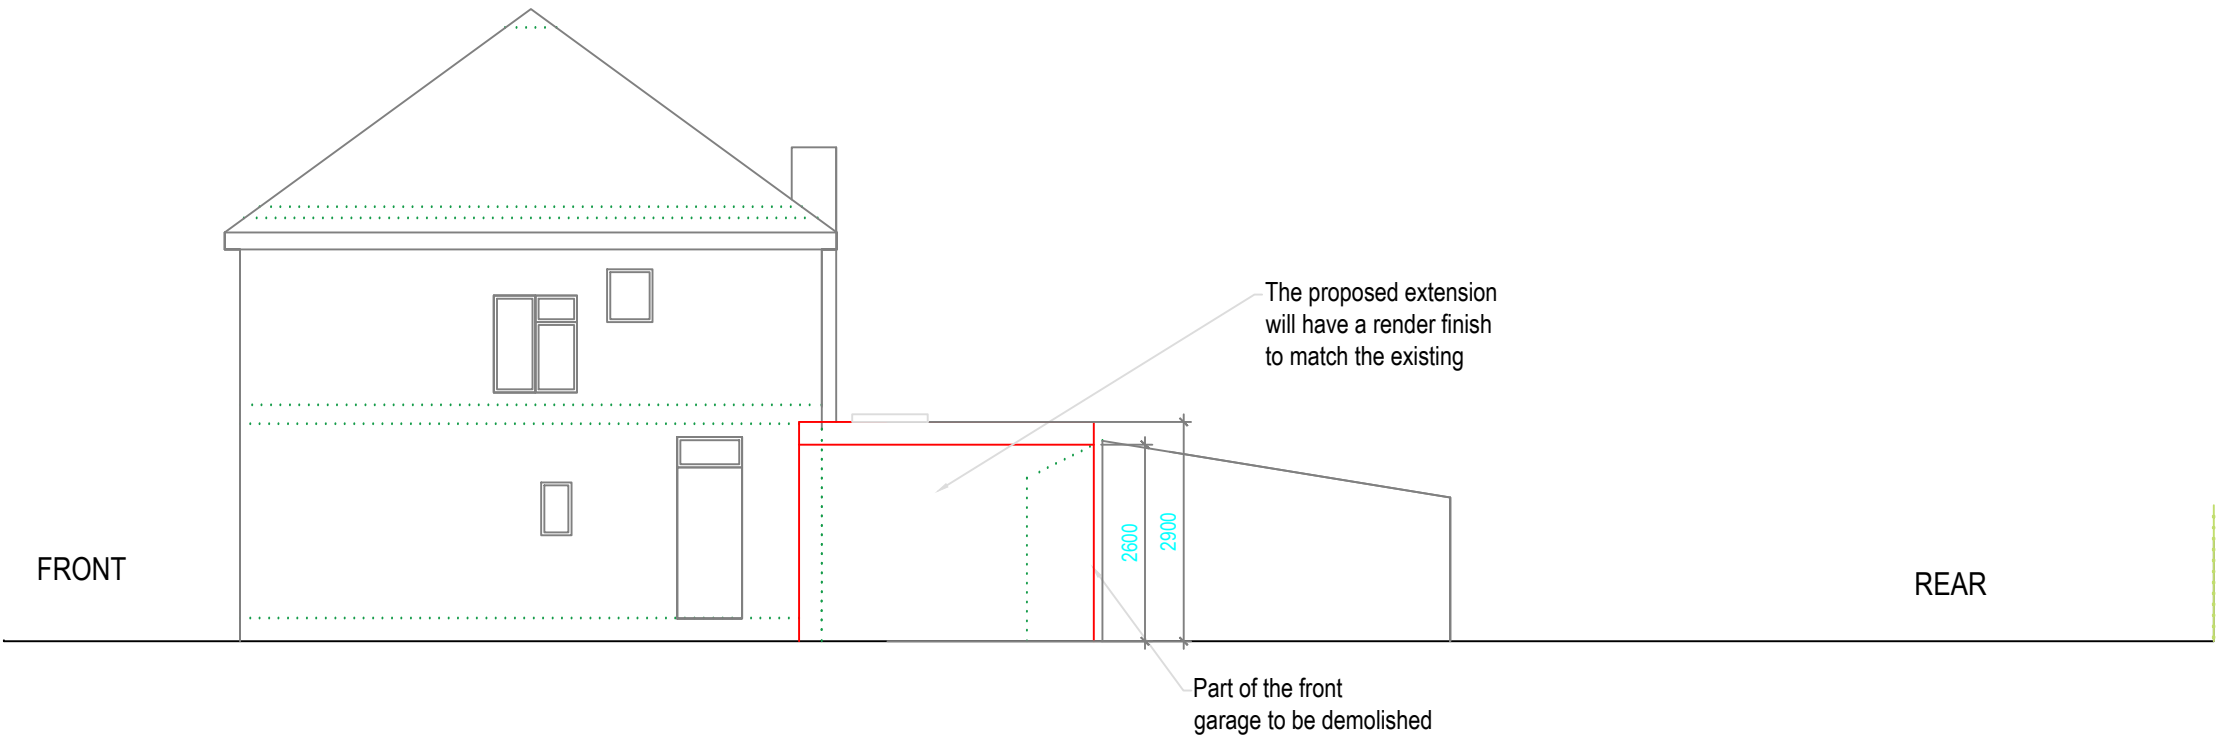 The proposed extension
will have a render finish
to match the existing
2600
2900
FRONT
REAR
Part of the front
garage to be demolished